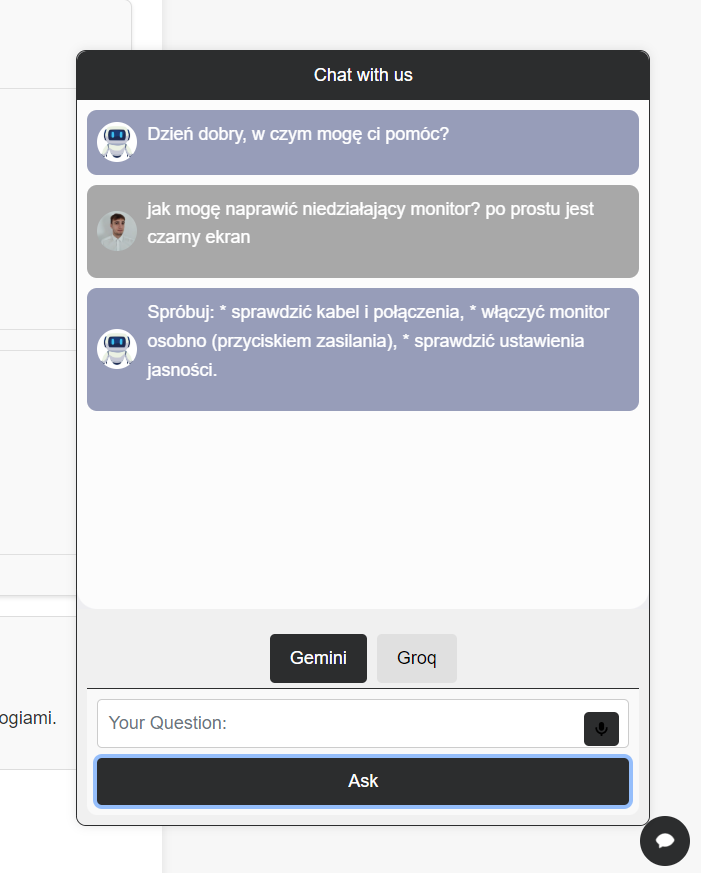 Chat with us
Dzień dobry, w czym mogę ci pomóc?
jak mogę naprawić niedziałający monitor? po prostu jest
czarny ekran
Spróbuj: * sprawdzić kabel i połączenia, * włączyć monitor
osobno (przyciskiem zasilania), * sprawdzić ustawienia
jasności.
Gemini
Groq
ogiami.
Your Question:
Ask